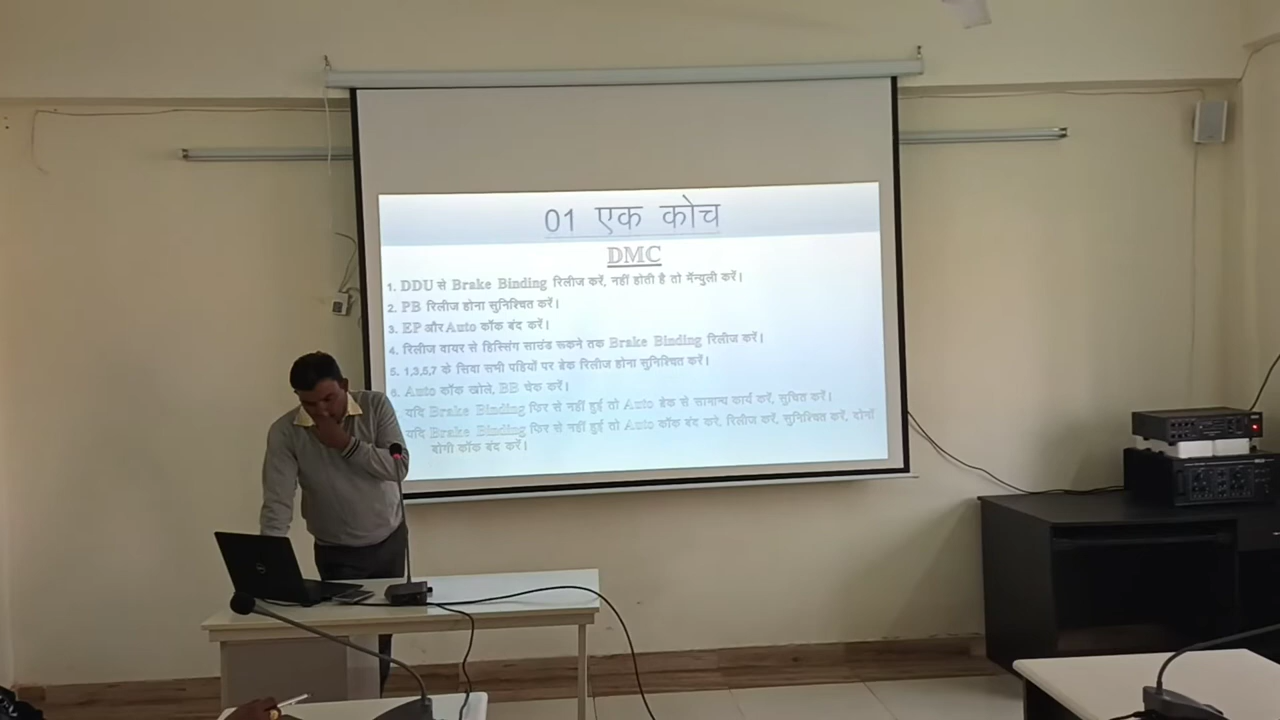 01 एक कोच
DMC
1. DDU से Brake Binding रिलीज करें, नहीं होती है तो मॅन्युली करें।
2. PB रिलीज होना सुनिश्चित करें।
3. EP और Auto कॉक बंद करें।
4. रिलीज वायर से हिस्सिंग साउंड रूकने तक Brake Binding रिलीज करें।
5. 1,3,5,7 के सिवा सभी पहियों पर ब्रेक रिलीज होना सुनिश्चित करें।
6. Auto कॉक खोले, BB चेक करें।
यदि Brake Binding फिर से नहीं हुई तो Auto ब्रेक से सामान्य कार्य करें, सुचित करें।
यदि Brake Binding फिर से नहीं हुई तो Auto कॉक बंद करे, रिलीज करें, सुनिश्चित करें, दोनों
बोगी कॉक बंद करें।
DELL